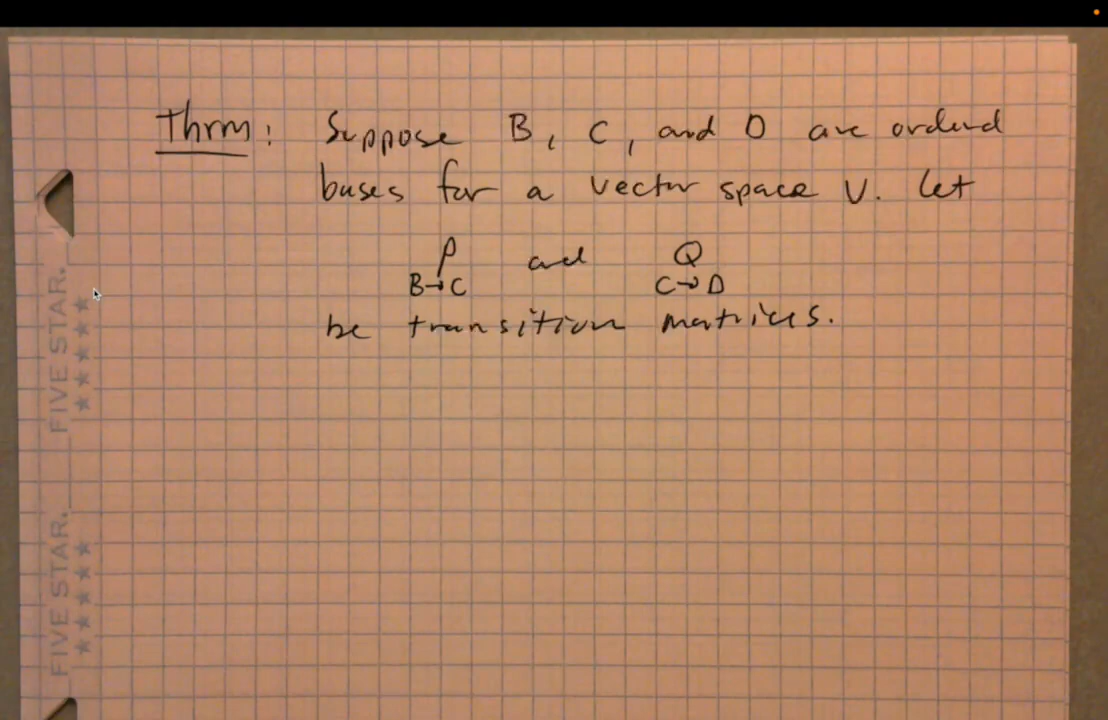 Thrm: Suppose B, C, and D are ordered
bases for a vector space V. Let
P and Q
B→C C→D
be transition matrices.
FIVE STAR.
★★★★★
FIVE STAR.
★★★★★